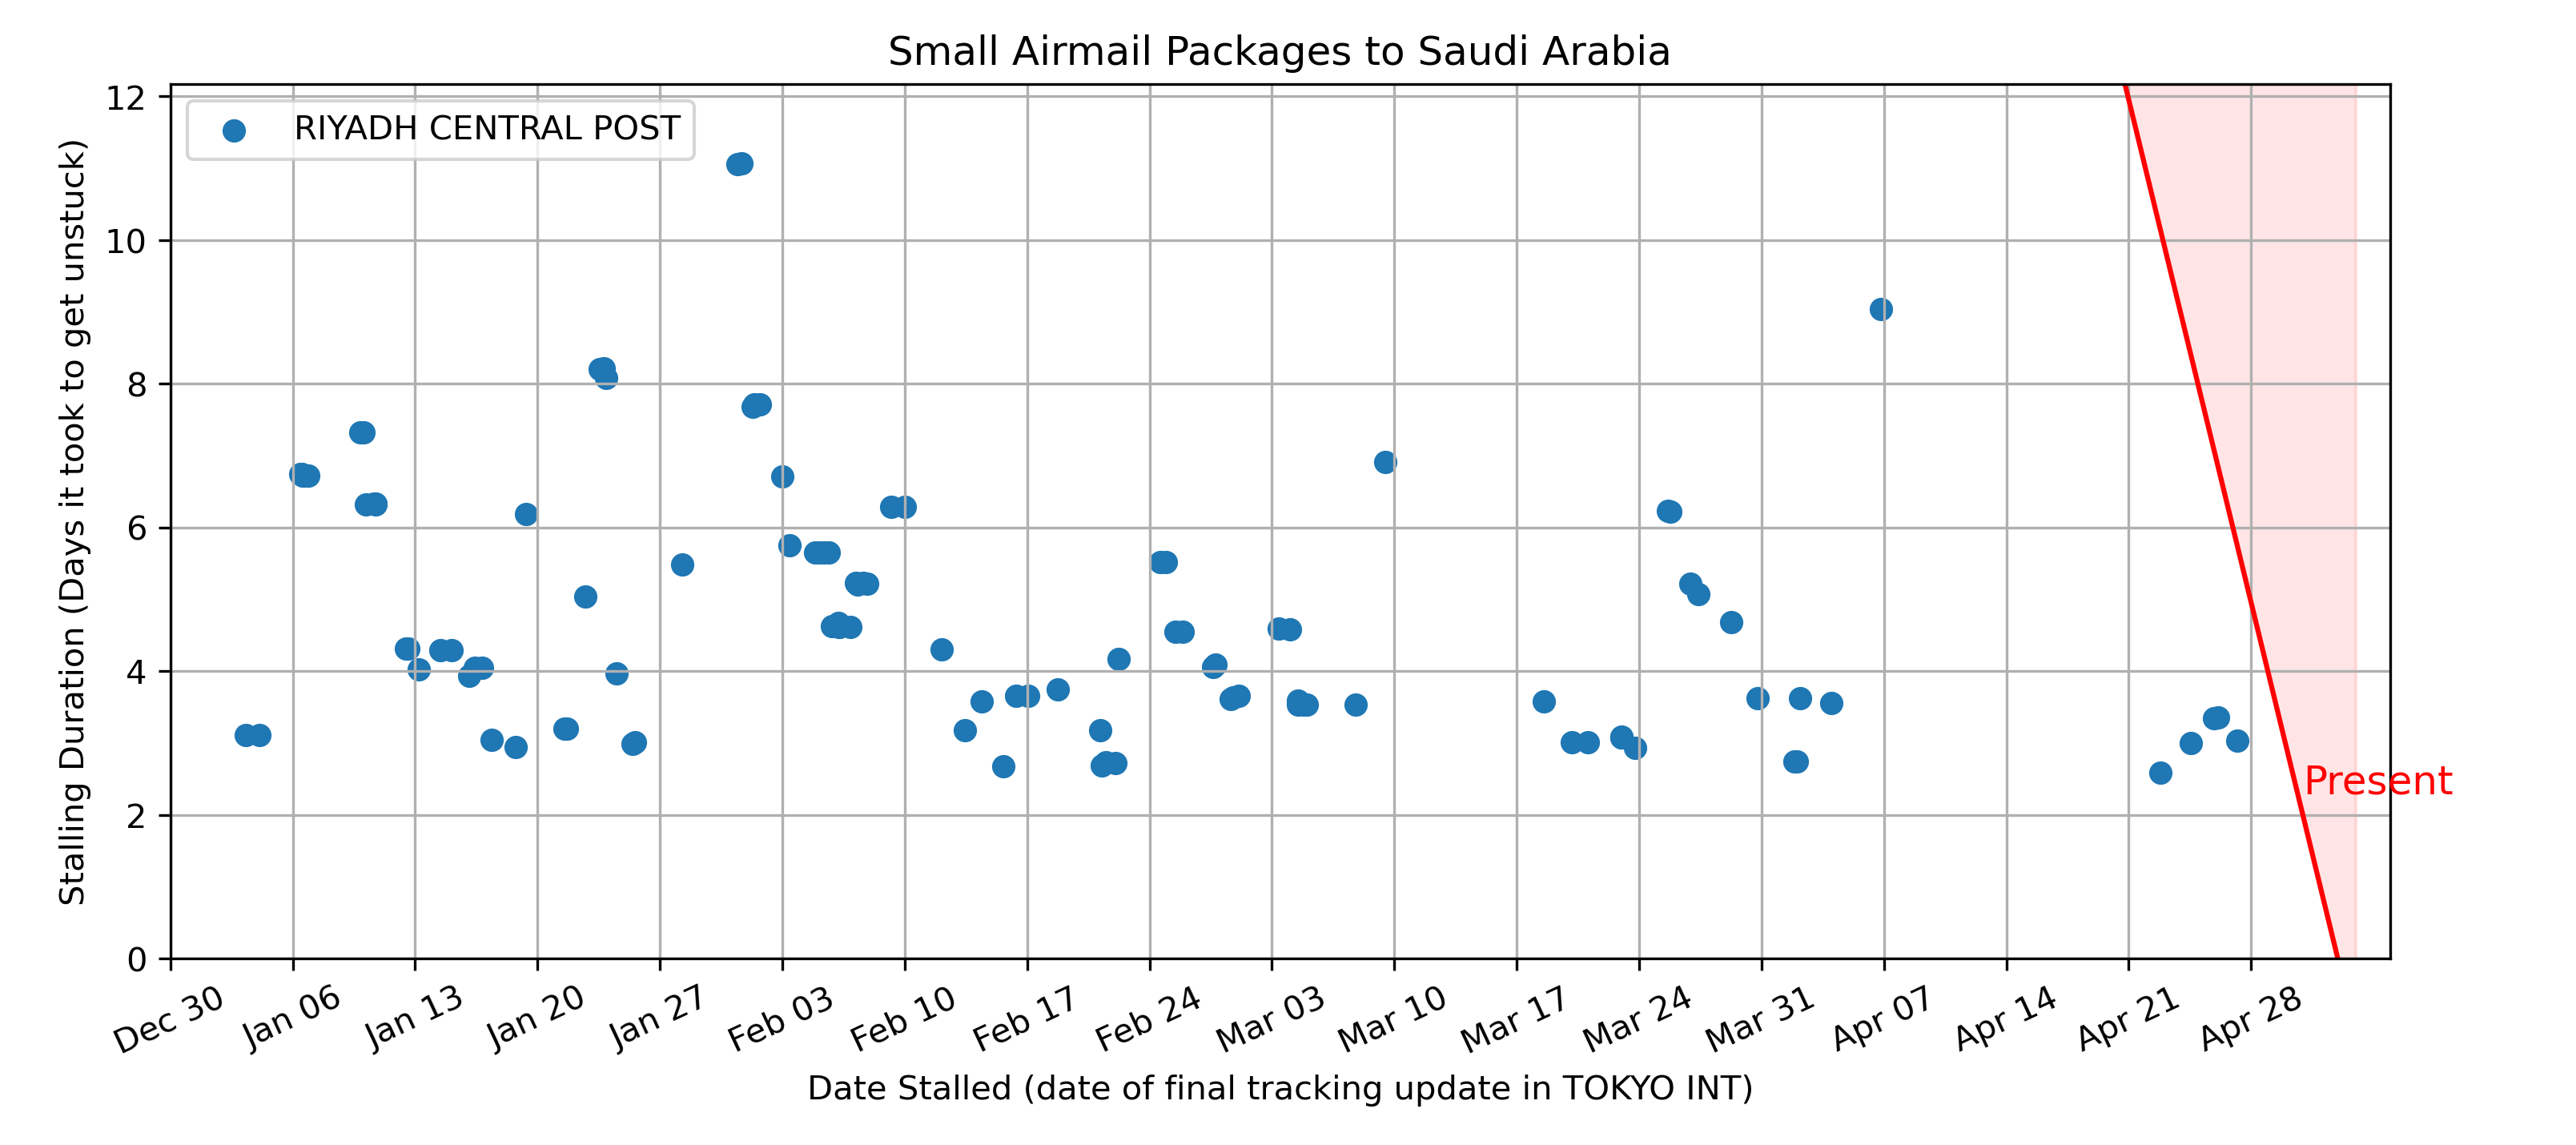 Small Airmail Packages to Saudi Arabia
RIYADH CENTRAL POST
Stalling Duration (Days it took to get unstuck)
12
10
8
6
4
2
0
Present
Dec 30
Jan 06
Jan 13
Jan 20
Jan 27
Feb 03
Feb 10
Feb 17
Feb 24
Mar 03
Mar 10
Mar 17
Mar 24
Mar 31
Apr 07
Apr 14
Apr 21
Apr 28
Date Stalled (date of final tracking update in TOKYO INT)